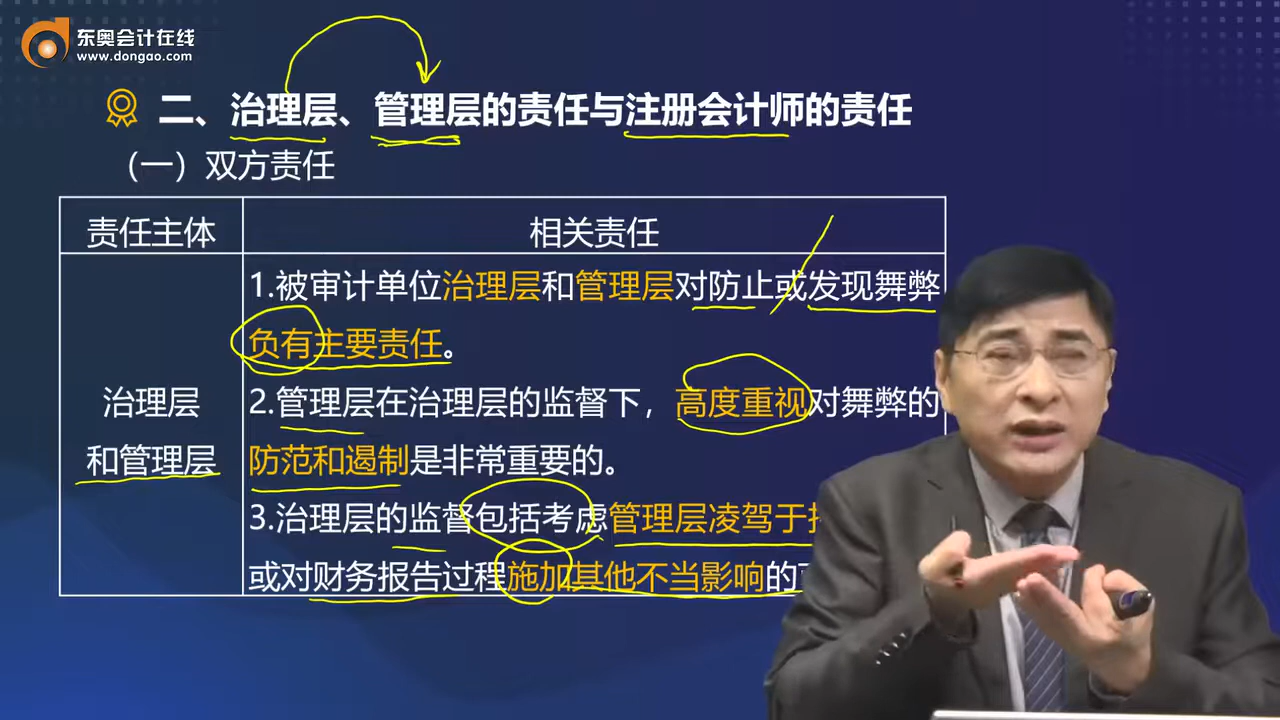 东奥会计在线
www.dongao.com
二、治理层、管理层的责任与注册会计师的责任
（一）双方责任
责任主体
相关责任
治理层
和管理层
1.被审计单位治理层和管理层对防止或发现舞弊
负有主要责任。
2.管理层在治理层的监督下，高度重视对舞弊的
防范和遏制是非常重要的。
3.治理层的监督包括考虑管理层凌驾于
或对财务报告过程施加其他不当影响的